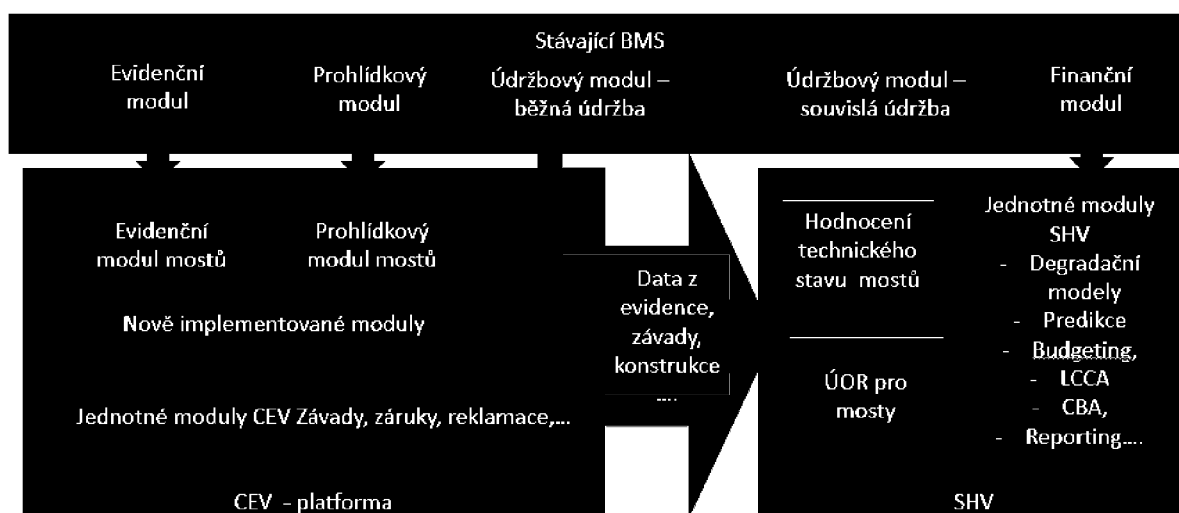 Stávající BMS
Evidenční
modul
Prohlídkový
modul
Údržbový modul –
běžná údržba
Údržbový modul –
souvislá údržba
Finanční
modul
Evidenční
modul mostů
Prohlídkový
modul mostů
Nově implementované moduly
Jednotné moduly CEV Závady, záruky, reklamace,...
CEV - platforma
Data z
evidence,
závady,
konstrukce
....
Hodnocení
technického
stavu mostů
ÚOR pro
mosty
Jednotné moduly
SHV
- Degradační
modely
- Predikce
- Budgeting,
- LCCA
- CBA,
- Reporting....
SHV